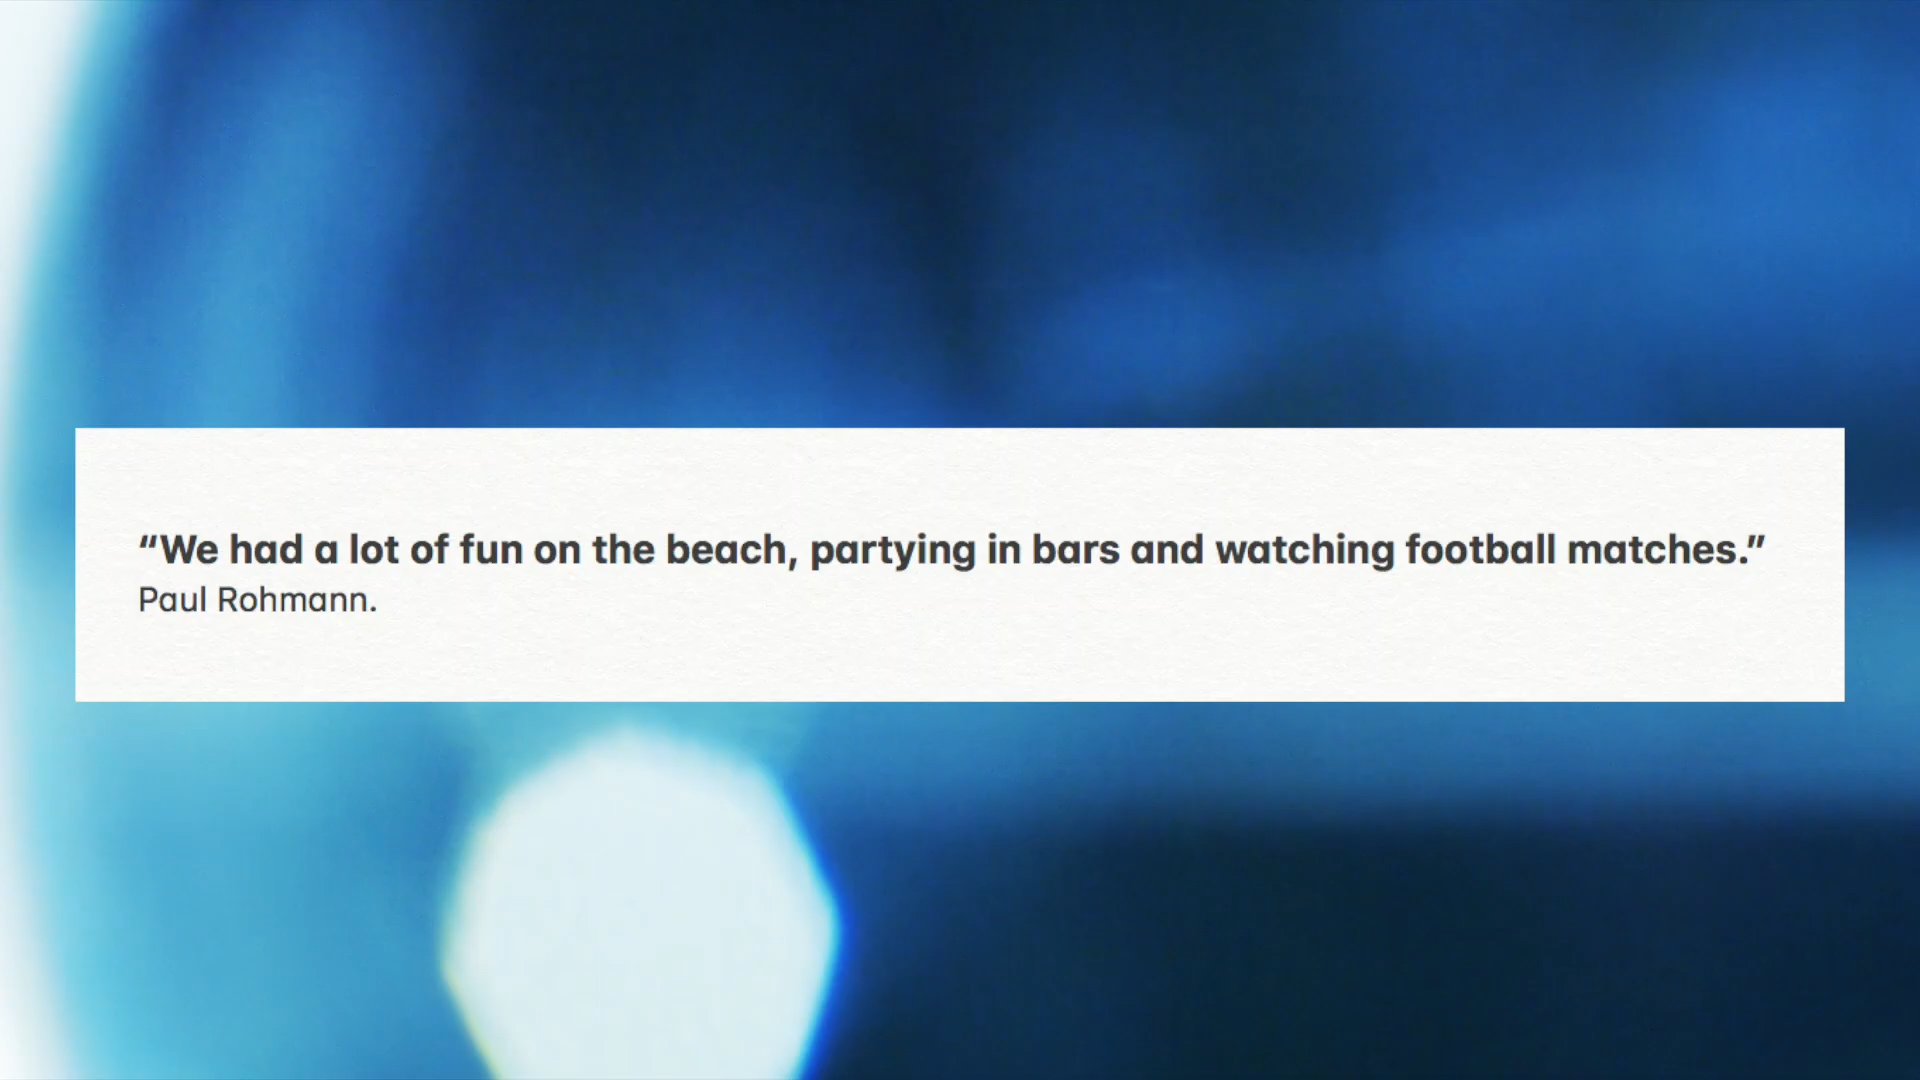 “We had a lot of fun on the beach, partying in bars and watching football matches.”
Paul Rohmann.